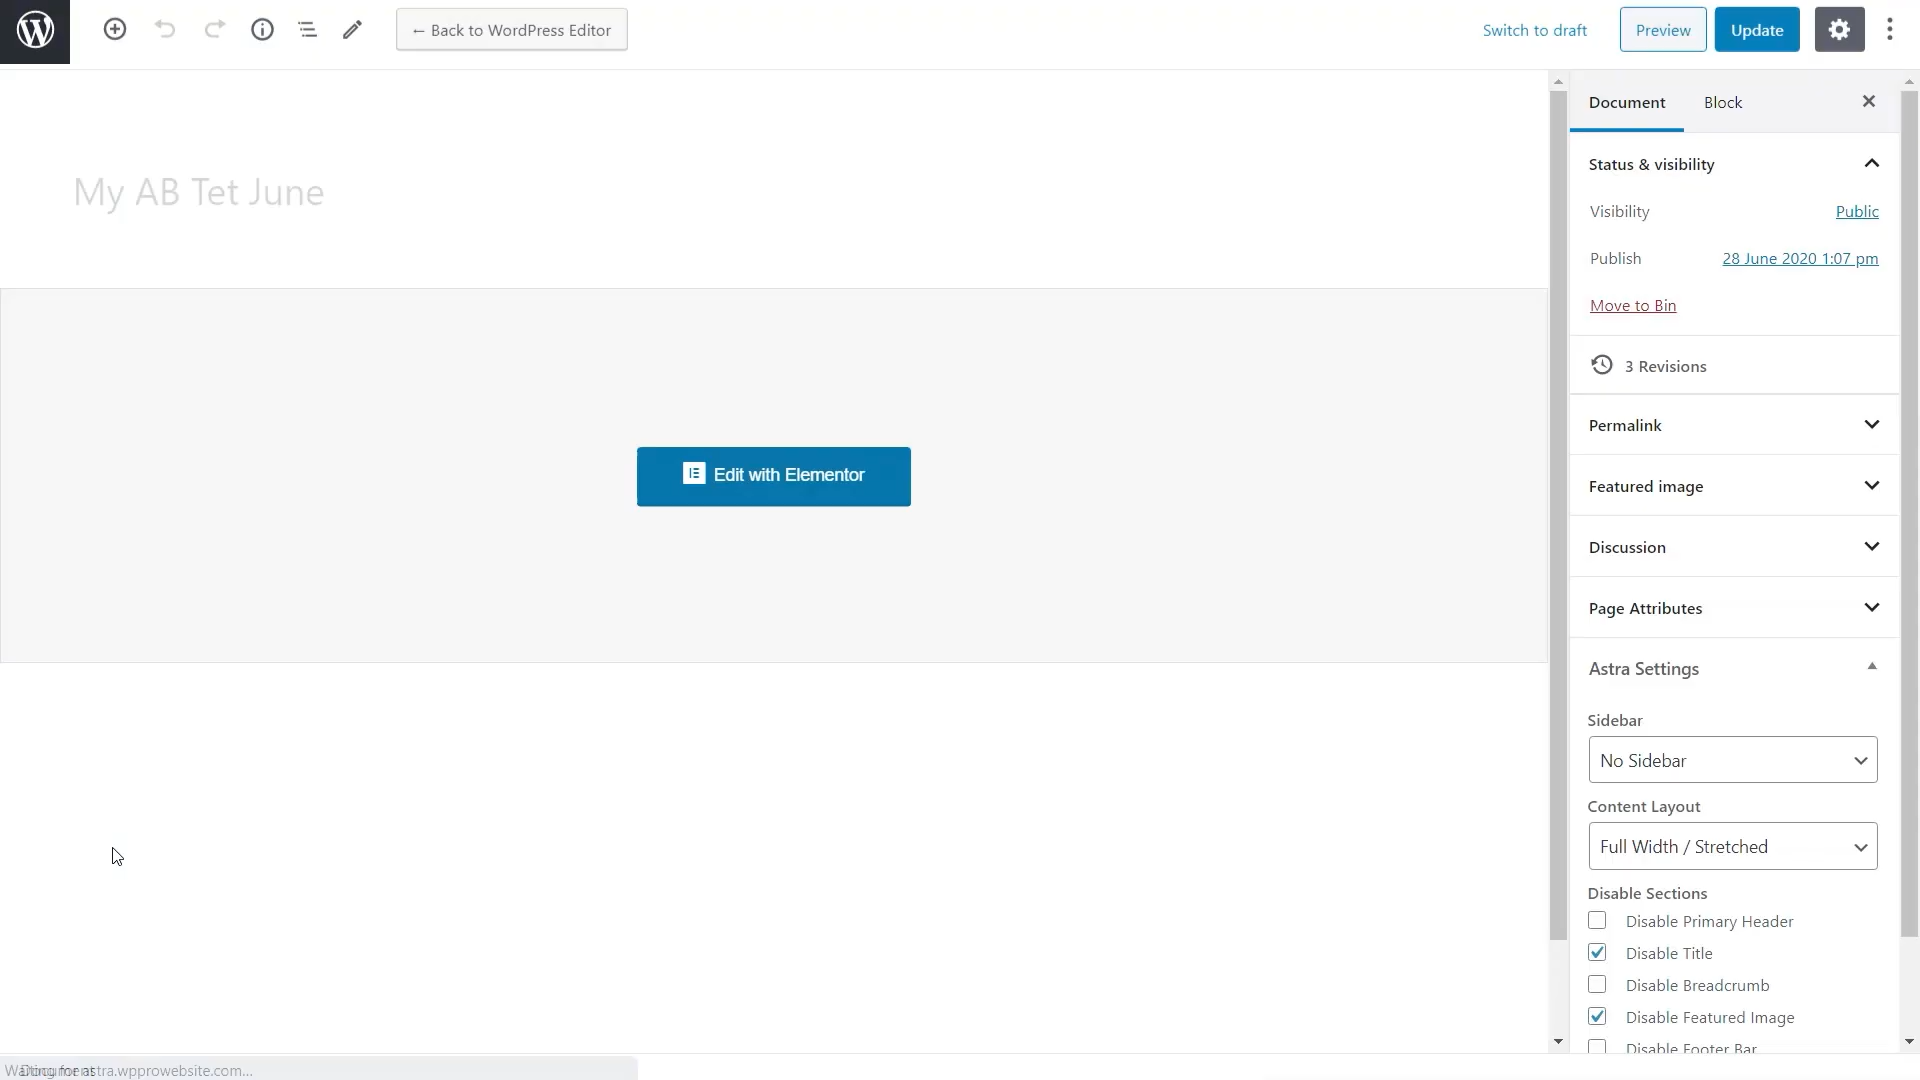 ← Back to WordPress Editor
Switch to draft
Preview
Update
Document
Block
My AB Tet June
Status & visibility
Visibility
Public
Publish
28 June 2020 1:07 pm
Move to Bin
3 Revisions
Permalink
Edit with Elementor
Featured image
Discussion
Page Attributes
Astra Settings
Sidebar
No Sidebar
Content Layout
Full Width / Stretched
Disable Sections
Disable Primary Header
Disable Title
Disable Breadcrumb
Disable Featured Image
Disable Footer Bar
Waiting for astra.wpprowebsite.com...
Document